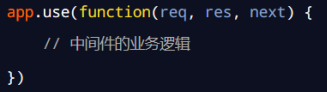 app.use(function(req, res, next) {
// 中间件的业务逻辑
})